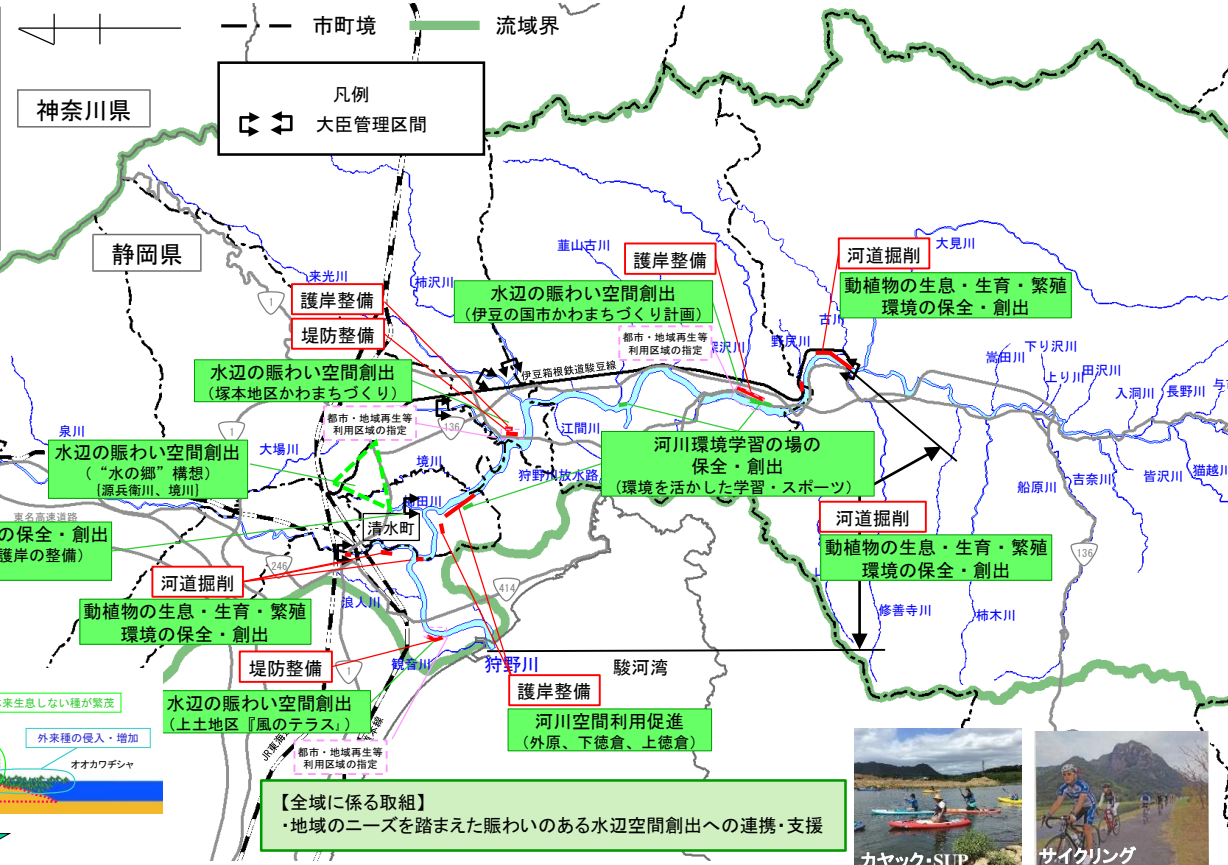 市町境
流域界
神奈川県
凡例
大臣管理区間
静岡県
来光川
柿沢川
韮山古川
大見川
護岸整備
河道掘削
動植物の生息・生育・繁殖
環境の保全・創出
護岸整備
堤防整備
水辺の賑わい空間創出
(伊豆の国市かわまちづくり計画)
都市・地域再生等
利用区域の指定
深沢川
野尻川
古川
1
伊豆箱根鉄道駿豆線
水辺の賑わい空間創出
(塚本地区かわまちづくり)
都市・地域再生等
利用区域の指定
136
嵩田川
下り沢川
上り川
田沢川
入洞川
長野川
泉川
1
大場川
水辺の賑わい空間創出
(“水の郷”構想)
[源兵衛川、境川]
境川
江間川
狩野川放水路
河川環境学習の場の
保全・創出
(環境を活かした学習・スポーツ)
船原川
吉奈川
皆沢川
猫越川
東名高速道路
の保全・創出
護岸の整備)
清水町
246
河道掘削
動植物の生息・生育・繁殖
環境の保全・創出
河道掘削
動植物の生息・生育・繁殖
環境の保全・創出
136
414
浪人川
修善寺川
柿木川
堤防整備
1
観音川
狩野川
駿河湾
水辺の賑わい空間創出
(上土地区『風のテラス』)
護岸整備
河川空間利用促進
(外原、下徳倉、上徳倉)
都市・地域再生等
利用区域の指定
来生息しない種が繁茂
外来種の侵入・増加
オオカワヂシャ
【全域に係る取組】
・地域のニーズを踏まえた賑わいのある水辺空間創出への連携・支援
カヤック・SUP
サイクリング